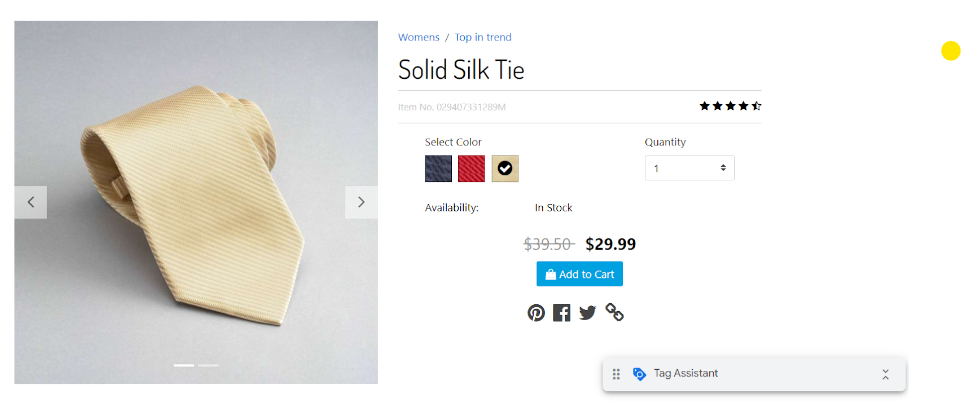 Womens / Top in trend
Solid Silk Tie
Item No. 029407331289M
Select Color
Quantity
1
Availability: In Stock
$39.50 $29.99
Add to Cart
Tag Assistant